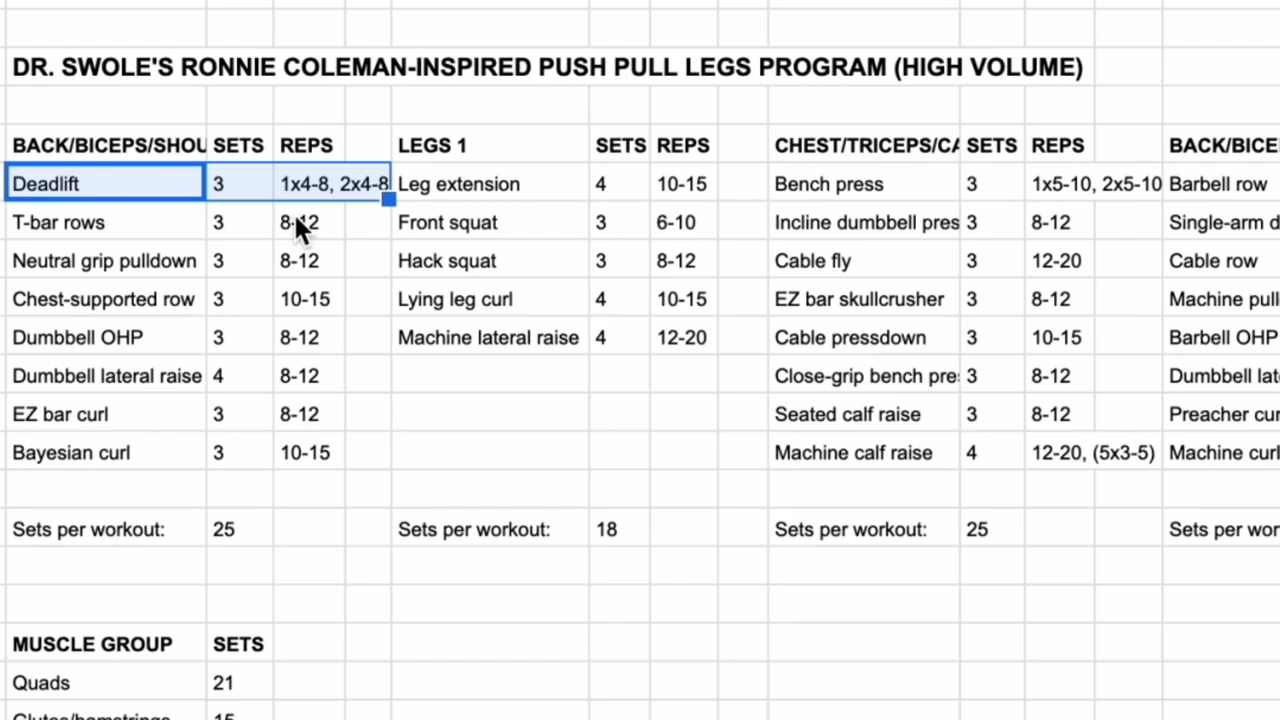 DR. SWOLE'S RONNIE COLEMAN-INSPIRED PUSH PULL LEGS PROGRAM (HIGH VOLUME)
BACK/BICEPS/SHOU SETS REPS LEGS 1 SETS REPS CHEST/TRICEPS/CA SETS REPS BACK/BICE
Deadlift 3 1x4-8, 2x4-8 Leg extension 4 10-15 Bench press 3 1x5-10, 2x5-10 Barbell row
T-bar rows 3 8-12 Front squat 3 6-10 Incline dumbbell pres 3 8-12 Single-arm d
Neutral grip pulldown 3 8-12 Hack squat 3 8-12 Cable fly 3 12-20 Cable row
Chest-supported row 3 10-15 Lying leg curl 4 10-15 EZ bar skullcrusher 3 8-12 Machine pull
Dumbbell OHP 3 8-12 Machine lateral raise 4 12-20 Cable pressdown 3 10-15 Barbell OHP
Dumbbell lateral raise 4 8-12 Close-grip bench pres 3 8-12 Dumbbell late
EZ bar curl 3 8-12 Seated calf raise 3 8-12 Preacher cur
Bayesian curl 3 10-15 Machine calf raise 4 12-20, (5x3-5) Machine curl
Sets per workout: 25 Sets per workout: 18 Sets per workout: 25 Sets per wor
MUSCLE GROUP SETS
Quads 21
Glutes/hamstrings 15